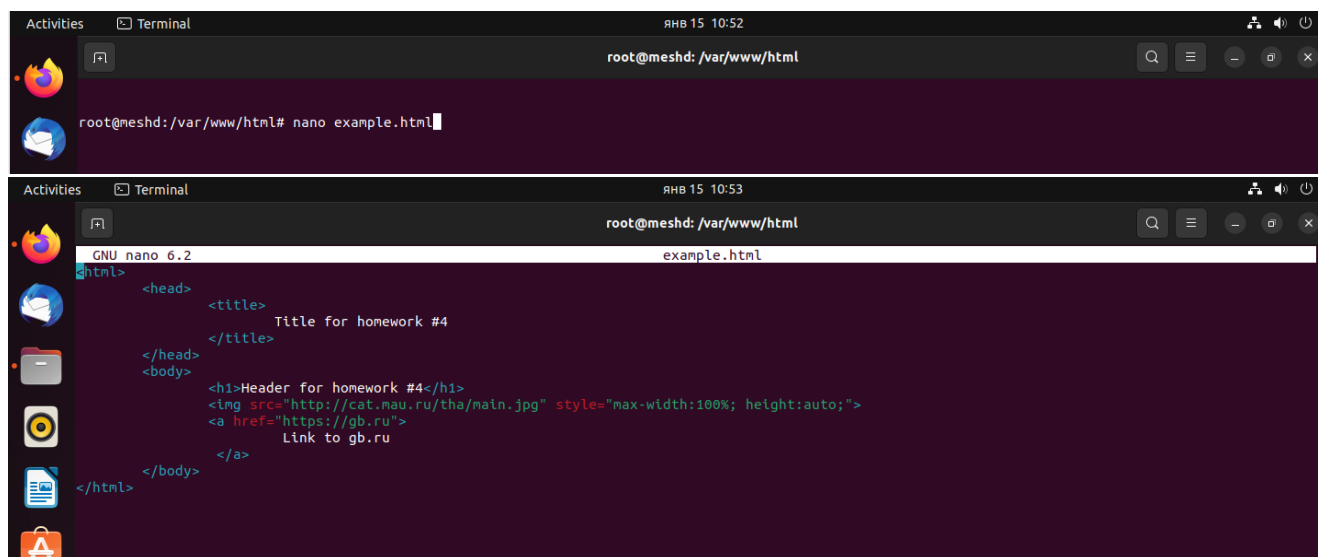 Activities Terminal янв 15 10:52
root@meshd: /var/www/html
root@meshd:/var/www/html# nano example.html
Activities Terminal янв 15 10:53
root@meshd: /var/www/html
GNU nano 6.2 example.html
<html>
<head>
<title>
Title for homework #4
</title>
</head>
<body>
<h1>Header for homework #4</h1>
<img src="http://cat.mau.ru/tha/main.jpg" style="max-width:100%; height:auto;">
<a href="https://gb.ru">
Link to gb.ru
</a>
</body>
</html>